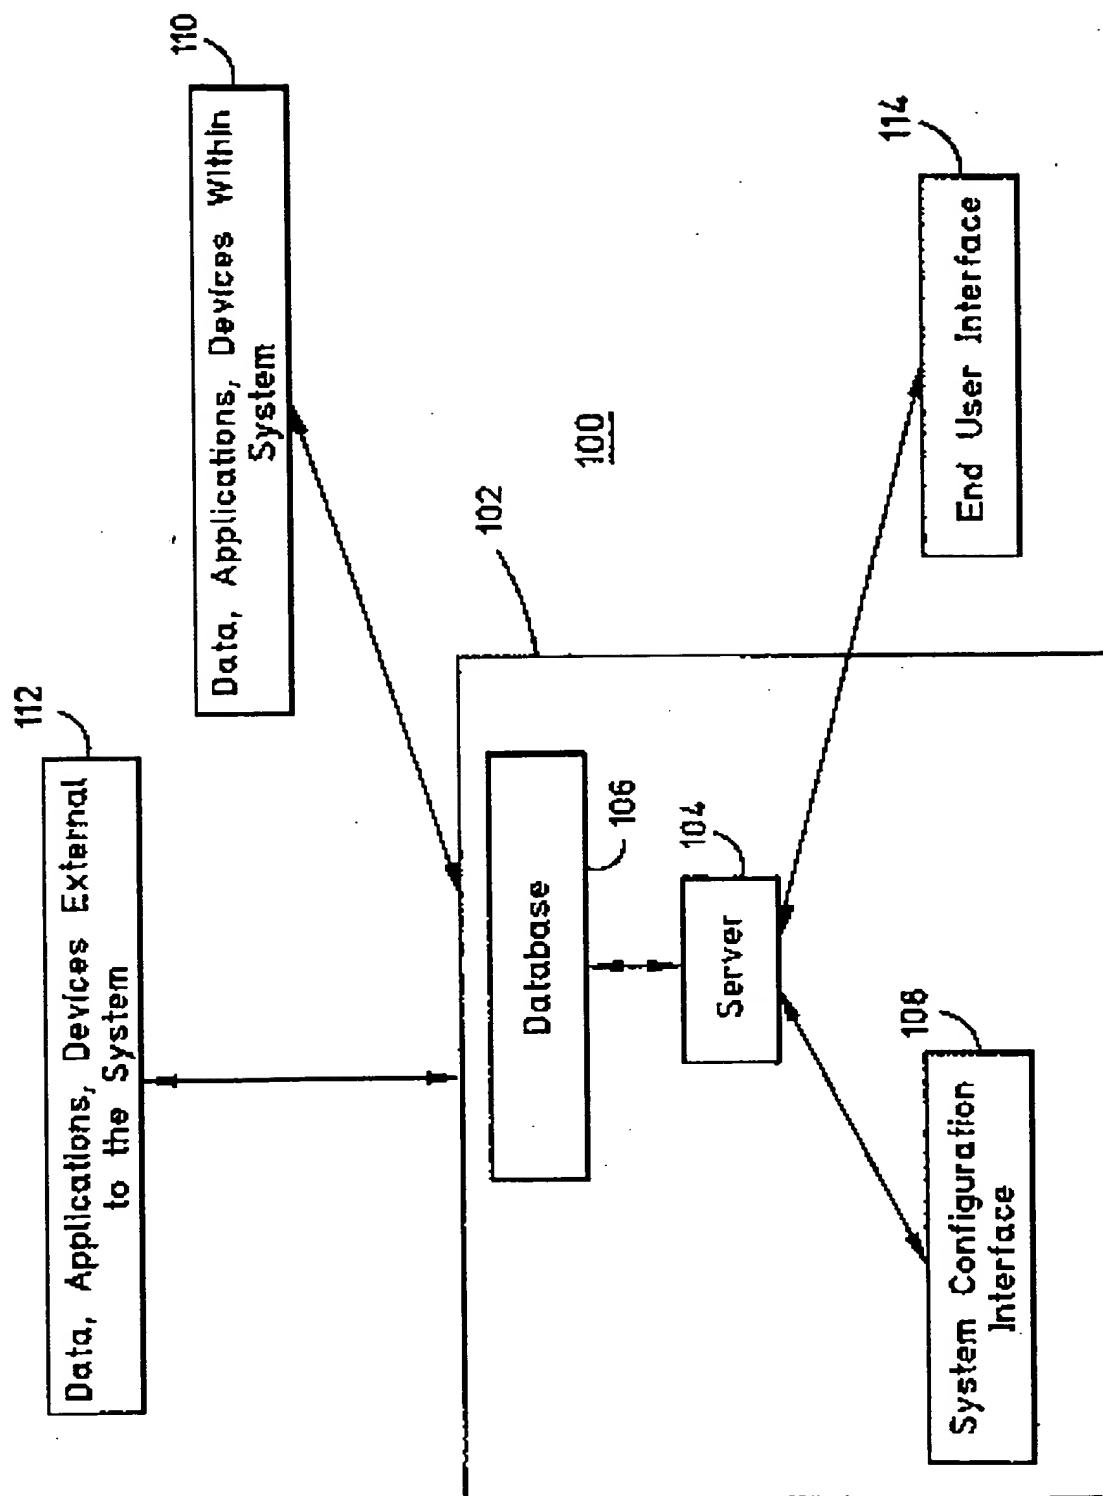 112
Data, Applications, Devices External
to the System
110
Data, Applications, Devices Within
System
100
102
Database
106
Server
104
108
System Configuration
Interface
114
End User Interface